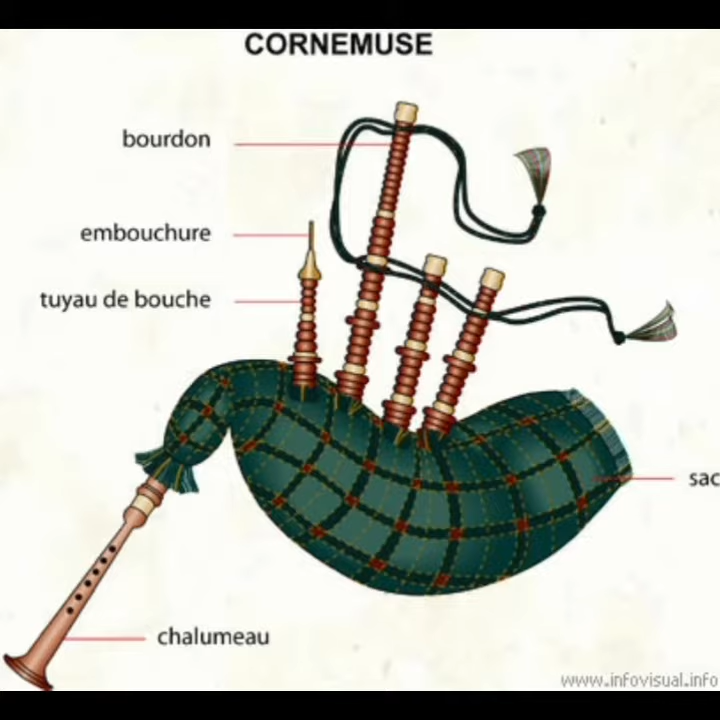 CORNEMUSE
bourdon
embouchure
tuyau de bouche
sac
chalumeau
www.infovisual.info